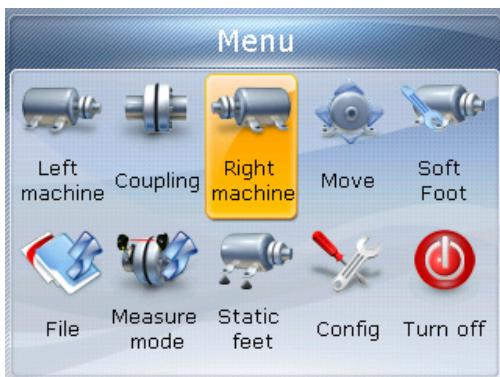 Menu
Left
machine
Coupling
Right
machine
Move
Soft
Foot
File
Measure
mode
Static
feet
Config
Turn off